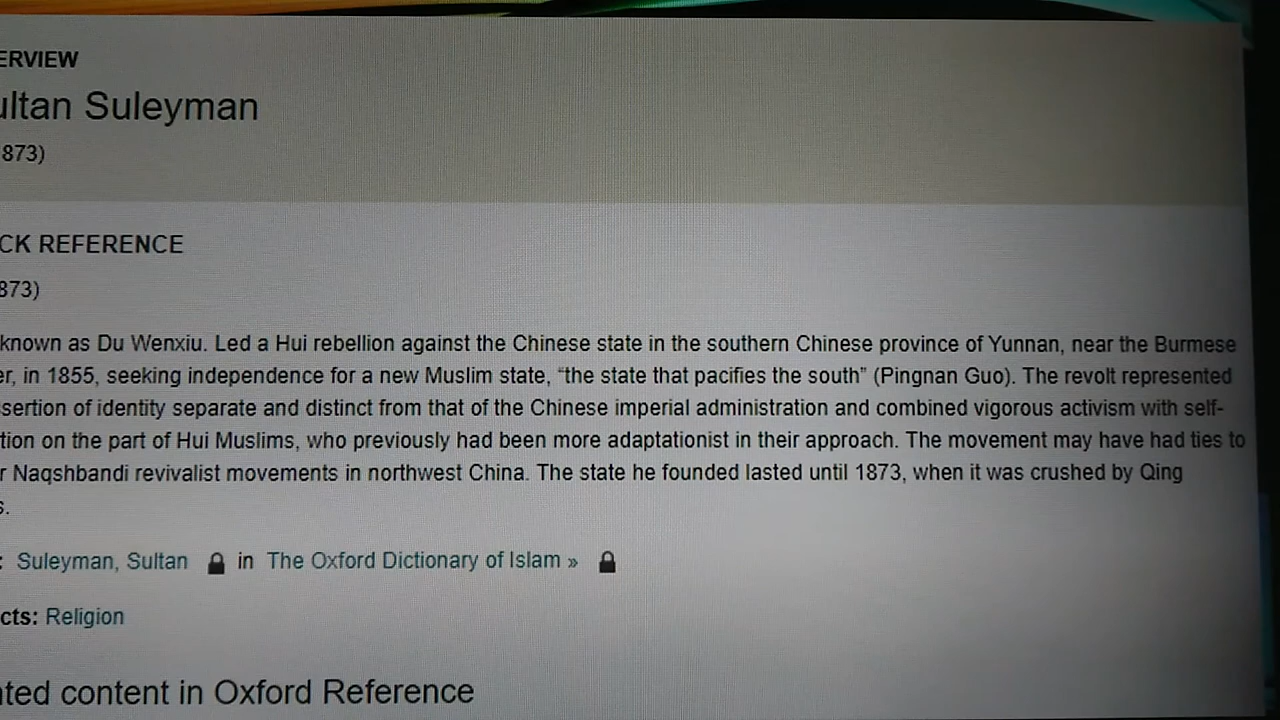 ERVIEW
ultan Suleyman
873)
CK REFERENCE
873)
known as Du Wenxiu. Led a Hui rebellion against the Chinese state in the southern Chinese province of Yunnan, near the Burmese
er, in 1855, seeking independence for a new Muslim state, “the state that pacifies the south” (Pingnan Guo). The revolt represented
sertion of identity separate and distinct from that of the Chinese imperial administration and combined vigorous activism with self-
tion on the part of Hui Muslims, who previously had been more adaptationist in their approach. The movement may have had ties to
r Naqshbandi revivalist movements in northwest China. The state he founded lasted until 1873, when it was crushed by Qing
s.
: Suleyman, Sultan in The Oxford Dictionary of Islam »
cts: Religion
ated content in Oxford Reference